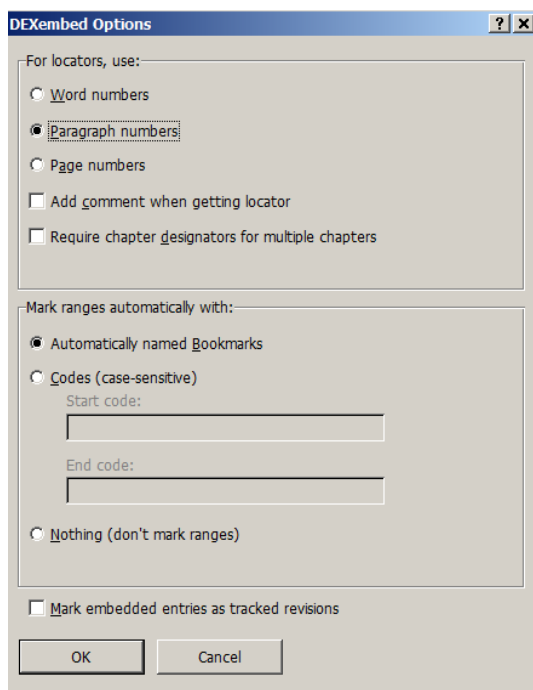 DEXembed Options
For locators, use:
Word numbers
Paragraph numbers
Page numbers
Add comment when getting locator
Require chapter designators for multiple chapters
Mark ranges automatically with:
Automatically named Bookmarks
Codes (case-sensitive)
Start code:
End code:
Nothing (don't mark ranges)
Mark embedded entries as tracked revisions
OK Cancel